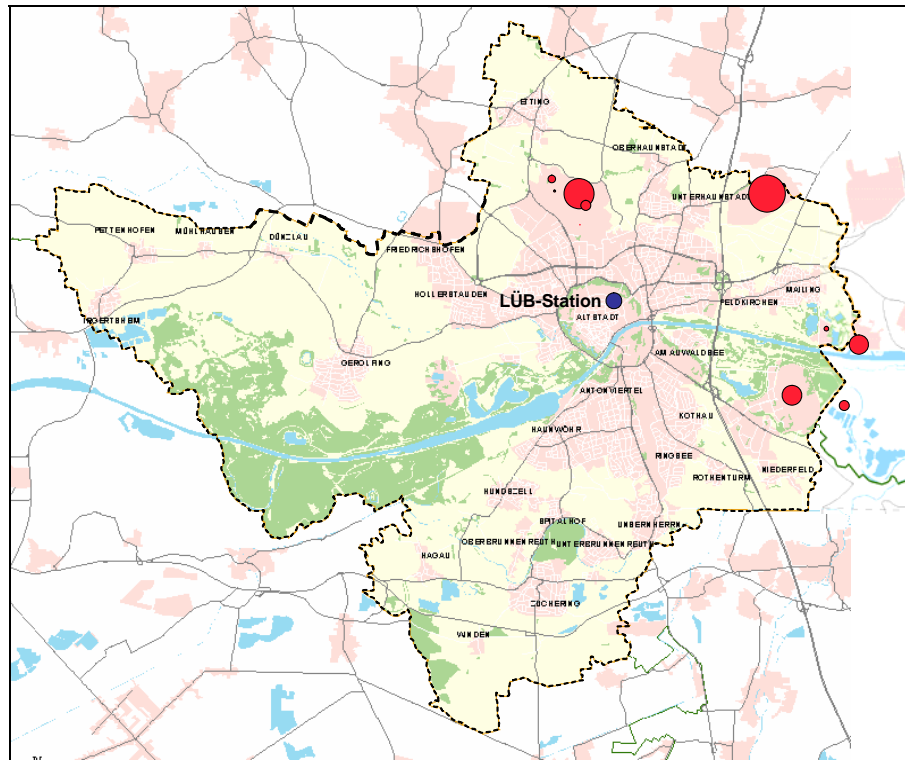 ETTING
OBERHAUNSTADT
UNTERHAUNSTADT
PETTENHOFEN
MÜHLHAUSEN
DÜNZLAU
FRIEDRICHSHOFEN
HOLLERSTAUDEN
MAILING
FELDKIRCHEN
LÜB-Station
ALTSTADT
IRGERTSHEIM
GEROLFING
AM AUWALDSEE
ANTONVIERTEL
KOTHAU
HAUNWÖHR
RINGSEE
ROTHENTURM
NIEDERFELD
HUNDSZELL
SPITALHOF
UNSERNHERRN
OBERBRUNNENREUTH
UNTERBRUNNENREUTH
HAGAU
ZUCHERING
WINDEN